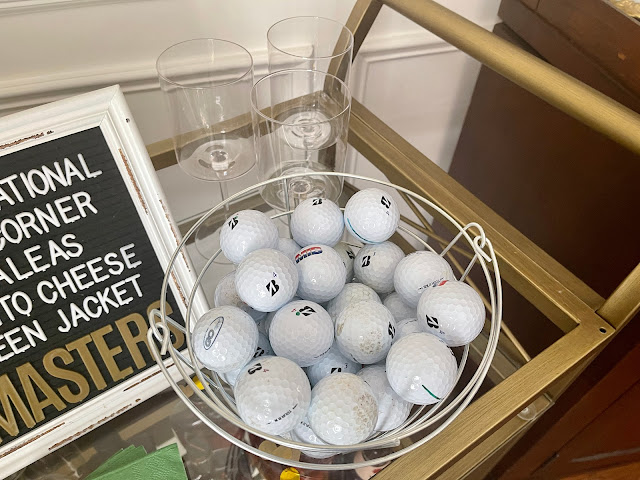 ATIONAL
CORNER
ALEAS
TO CHEESE
EEN JACKET
MASTERS